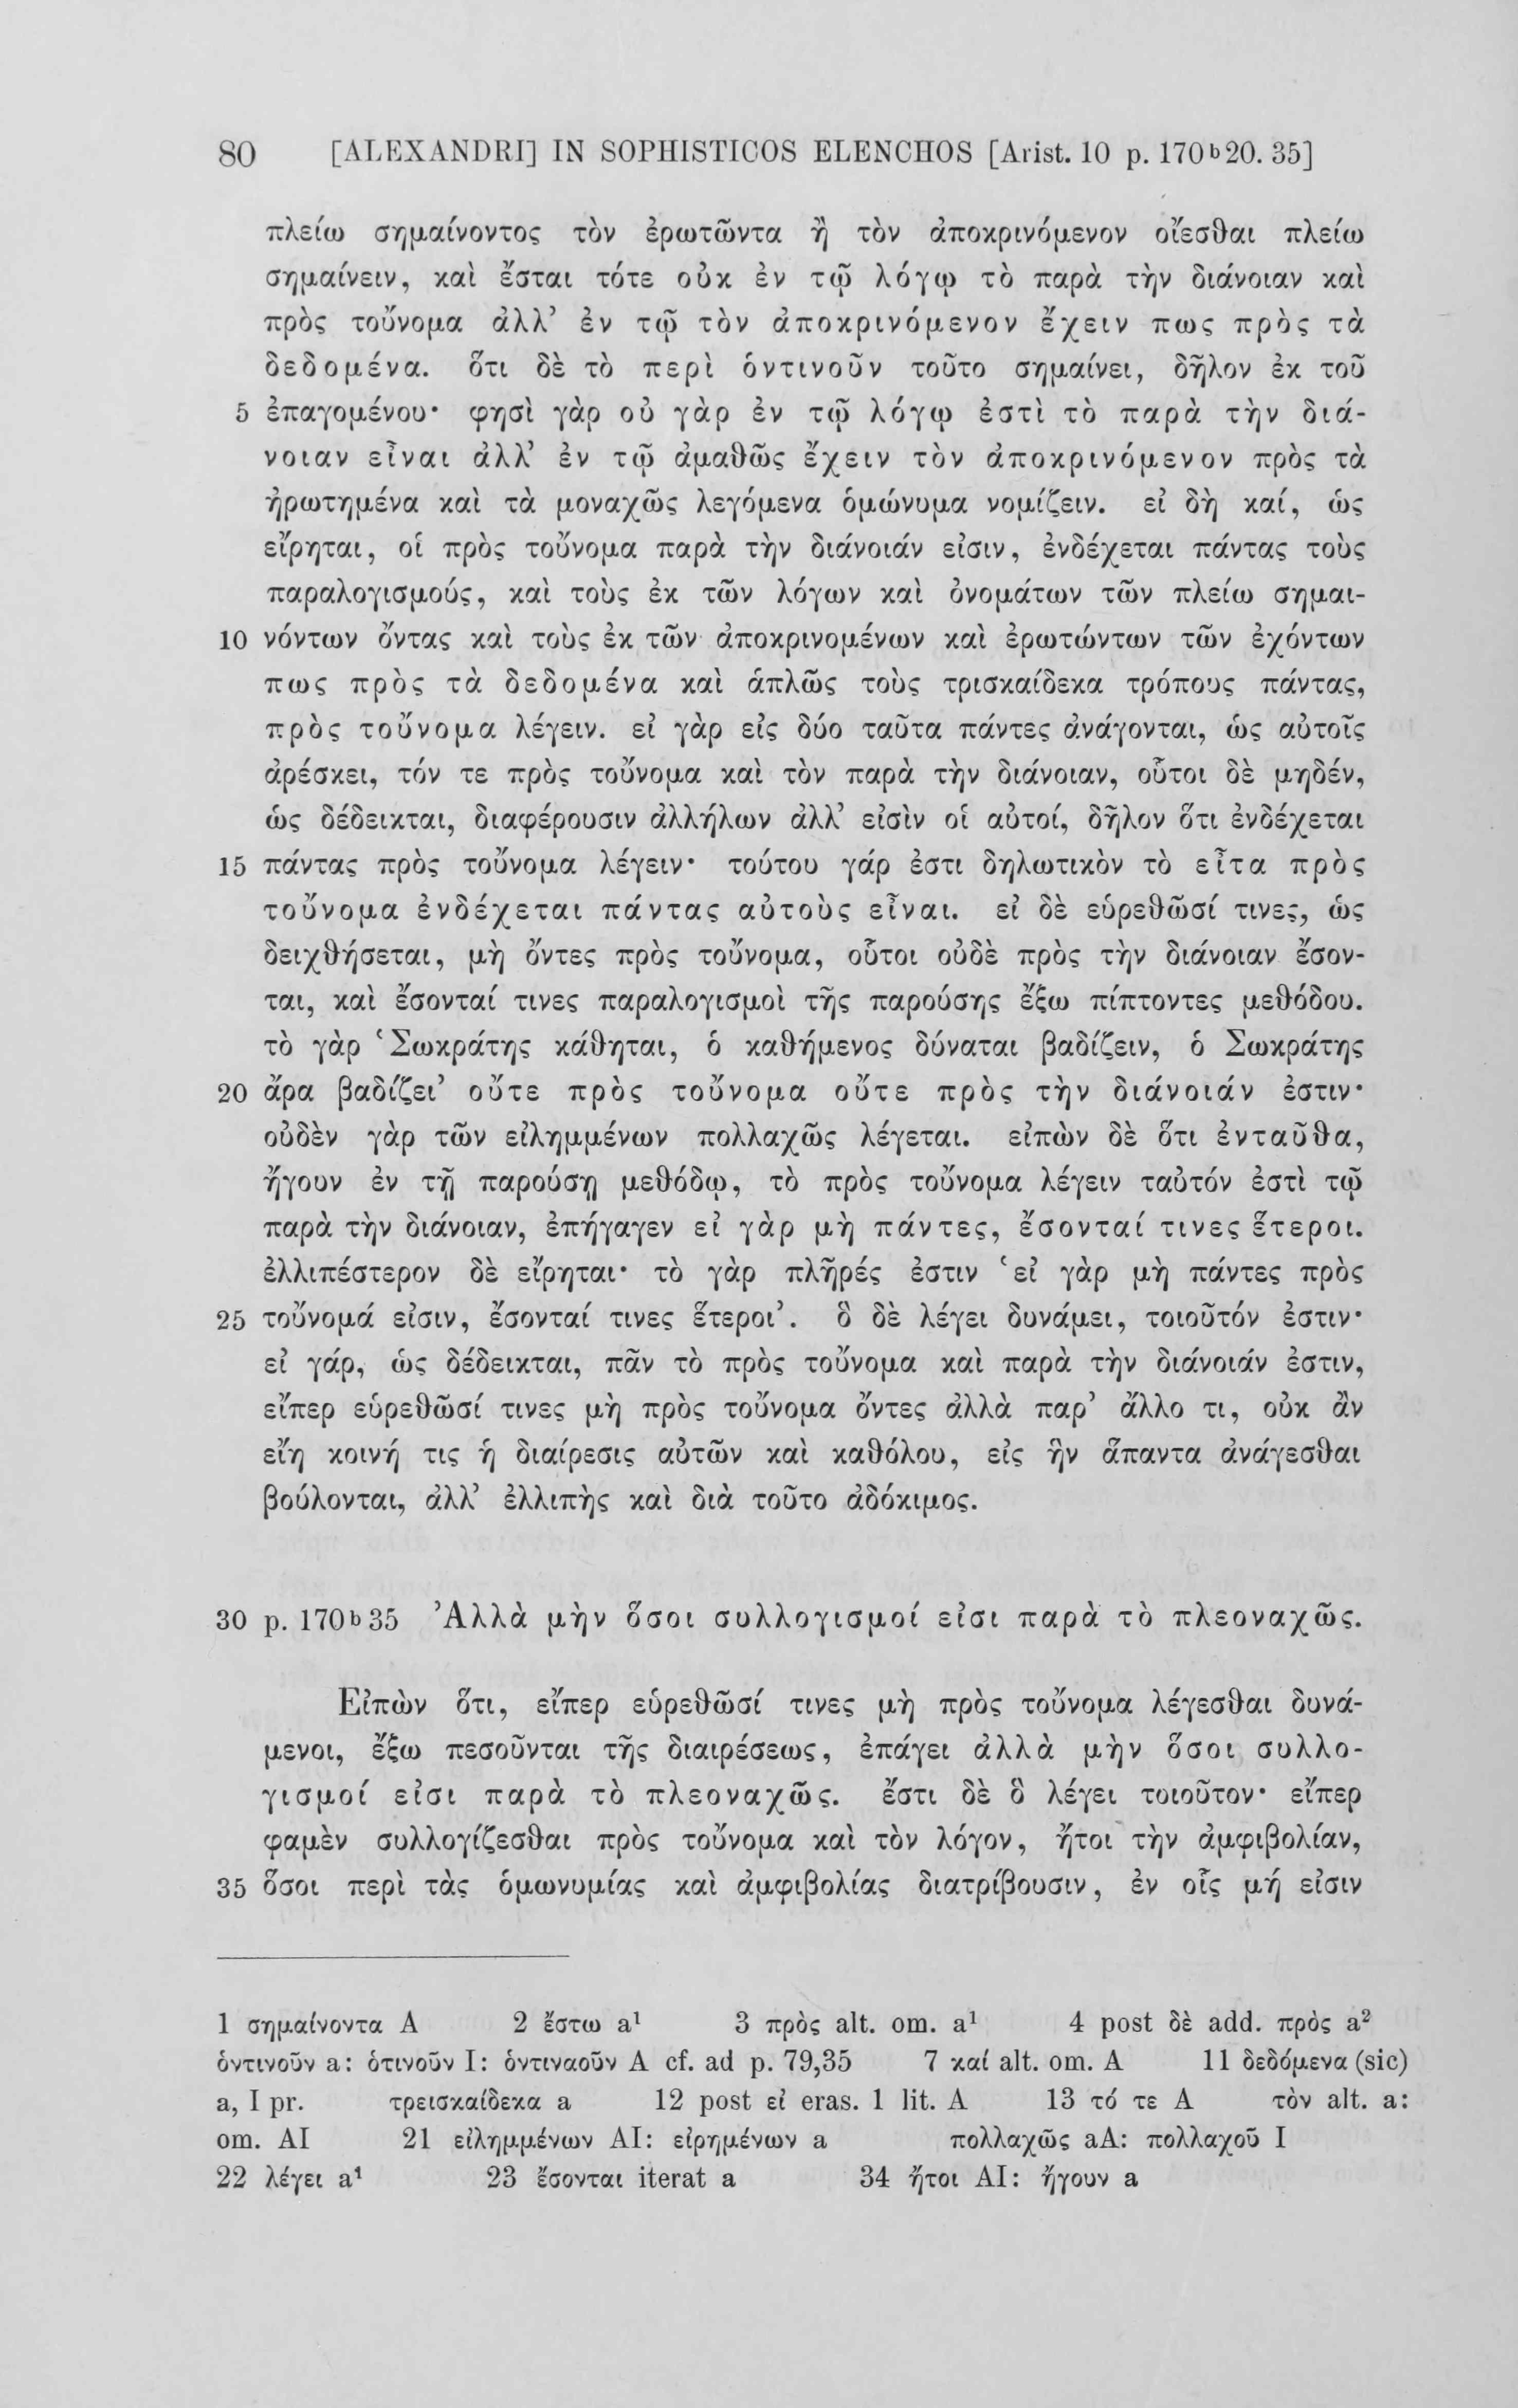 80 [ALEXANDRI] IN SOPHISTICOS ELENCHOS [Arist. 10 p. 170ᵇ20. 35]
πλείω σημαίνοντος τὸν ἐρωτῶντα ἢ τὸν ἀποκρινόμενον οἴεσθαι πλείω
σημαίνειν, καὶ ἔσται τότε οὐκ ἐν τῷ λόγῳ τὸ παρὰ τὴν διάνοιαν καὶ
πρὸς τοὔνομα ἀλλ’ ἐν τῷ τὸν ἀποκρινόμενον ἔχειν πως πρὸς τὰ
δεδομένα. ὅτι δὲ τὸ περὶ ὁντινοῦν τοῦτο σημαίνει, δῆλον ἐκ τοῦ
5 ἐπαγομένου· φησὶ γὰρ οὐ γὰρ ἐν τῷ λόγῳ ἐστὶ τὸ παρὰ τὴν διά-
νοιαν εἶναι ἀλλ’ ἐν τῷ ἀμαθῶς ἔχειν τὸν ἀποκρινόμενον πρὸς τὰ
ἠρωτημένα καὶ τὰ μοναχῶς λεγόμενα ὁμώνυμα νομίζειν. εἰ δὴ καί, ὡς
εἴρηται, οἱ πρὸς τοὔνομα παρὰ τὴν διάνοιάν εἰσιν, ἐνδέχεται πάντας τοὺς
παραλογισμούς, καὶ τοὺς ἐκ τῶν λόγων καὶ ὀνομάτων τῶν πλείω σημαι-
10 νόντων ὄντας καὶ τοὺς ἐκ τῶν ἀποκρινομένων καὶ ἐρωτώντων τῶν ἐχόντων
πως πρὸς τὰ δεδομένα καὶ ἁπλῶς τοὺς τρισκαίδεκα τρόπους πάντας,
πρὸς τοὔνομα λέγειν. εἰ γὰρ εἰς δύο ταῦτα πάντες ἀνάγονται, ὡς αὐτοῖς
ἀρέσκει, τόν τε πρὸς τοὔνομα καὶ τὸν παρὰ τὴν διάνοιαν, οὗτοι δὲ μηδέν,
ὡς δέδεικται, διαφέρουσιν ἀλλήλων ἀλλ’ εἰσὶν οἱ αὐτοί, δῆλον ὅτι ἐνδέχεται
15 πάντας πρὸς τοὔνομα λέγειν· τούτου γάρ ἐστι δηλωτικὸν τὸ εἶτα πρὸς
τοὔνομα ἐνδέχεται πάντας αὐτοὺς εἶναι. εἰ δὲ εὑρεθῶσί τινες, ὡς
δειχθήσεται, μὴ ὄντες πρὸς τοὔνομα, οὗτοι οὐδὲ πρὸς τὴν διάνοιαν ἔσον-
ται, καὶ ἔσονταί τινες παραλογισμοὶ τῆς παρούσης ἔξω πίπτοντες μεθόδου.
τὸ γὰρ ‘Σωκράτης κάθηται, ὁ καθήμενος δύναται βαδίζειν, ὁ Σωκράτης
20 ἄρα βαδίζει’ οὔτε πρὸς τοὔνομα οὔτε πρὸς τὴν διάνοιάν ἐστιν·
οὐδὲν γὰρ τῶν εἰλημμένων πολλαχῶς λέγεται. εἰπὼν δὲ ὅτι ἐνταῦθα,
ἤγουν ἐν τῇ παρούσῃ μεθόδῳ, τὸ πρὸς τοὔνομα λέγειν ταὐτόν ἐστὶ τῷ
παρὰ τὴν διάνοιαν, ἐπήγαγεν εἰ γὰρ μὴ πάντες, ἔσονταί τινες ἕτεροι.
ἐλλιπέστερον δὲ εἴρηται· τὸ γὰρ πλῆρές ἐστιν ‘εἰ γὰρ μὴ πάντες πρὸς
25 τοὔνομά εἰσιν, ἔσονταί τινες ἕτεροι’. ὃ δὲ λέγει δυνάμει, τοιοῦτόν ἐστιν·
εἰ γάρ, ὡς δέδεικται, πᾶν τὸ πρὸς τοὔνομα καὶ παρὰ τὴν διάνοιάν ἐστιν,
εἴπερ εὑρεθῶσί τινες μὴ πρὸς τοὔνομα ὄντες ἀλλὰ παρ’ ἄλλο τι, οὐκ ἂν
εἴη κοινή τις ἡ διαίρεσις αὐτῶν καὶ καθόλου, εἰς ἣν ἅπαντα ἀνάγεσθαι
βούλονται, ἀλλ’ ἐλλιπὴς καὶ διὰ τοῦτο ἀδόκιμος.
30 p. 170ᵇ35 Ἀλλὰ μὴν ὅσοι συλλογισμοί εἰσι παρὰ τὸ πλεοναχῶς.
Εἰπὼν ὅτι, εἴπερ εὑρεθῶσί τινες μὴ πρὸς τοὔνομα λέγεσθαι δυνά-
μενοι, ἔξω πεσοῦνται τῆς διαιρέσεως, ἐπάγει ἀλλὰ μὴν ὅσοι συλλο-
γισμοί εἰσι παρὰ τὸ πλεοναχῶς. ἔστι δὲ ὃ λέγει τοιοῦτον· εἴπερ
φαμὲν συλλογίζεσθαι πρὸς τοὔνομα καὶ τὸν λόγον, ἤτοι τὴν ἀμφιβολίαν,
35 ὅσοι περὶ τὰς ὁμωνυμίας καὶ ἀμφιβολίας διατρίβουσιν, ἐν οἷς μή εἰσιν
1 σημαίνοντα A 2 ἔστω a¹ 3 πρὸς alt. om. a¹ 4 post δὲ add. πρὸς a²
ὁντινοῦν a: ὁτινοῦν I: ὁντιναοῦν A cf. ad p. 79,35 7 καί alt. om. A 11 δεδόμενα (sic)
a, I pr. τρεισκαίδεκα a 12 post εἰ eras. 1 lit. A 13 τό τε A τὸν alt. a:
om. AI 21 εἰλημμένων AI: εἰρημένων a πολλαχῶς aA: πολλαχοῦ I
22 λέγει a¹ 23 ἔσονται iterat a 34 ἤτοι AI: ἤγουν a